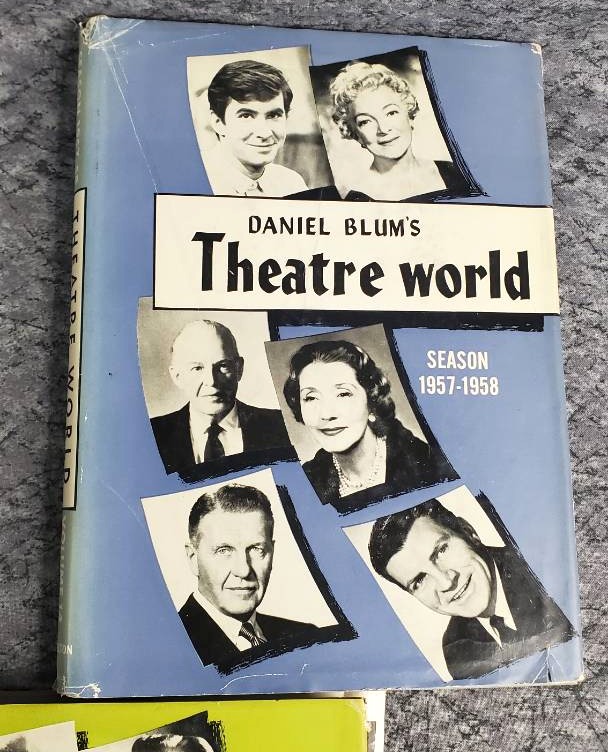 DANIEL BLUM'S
Theatre world
SEASON
1957-1958
THEATRE WORLD